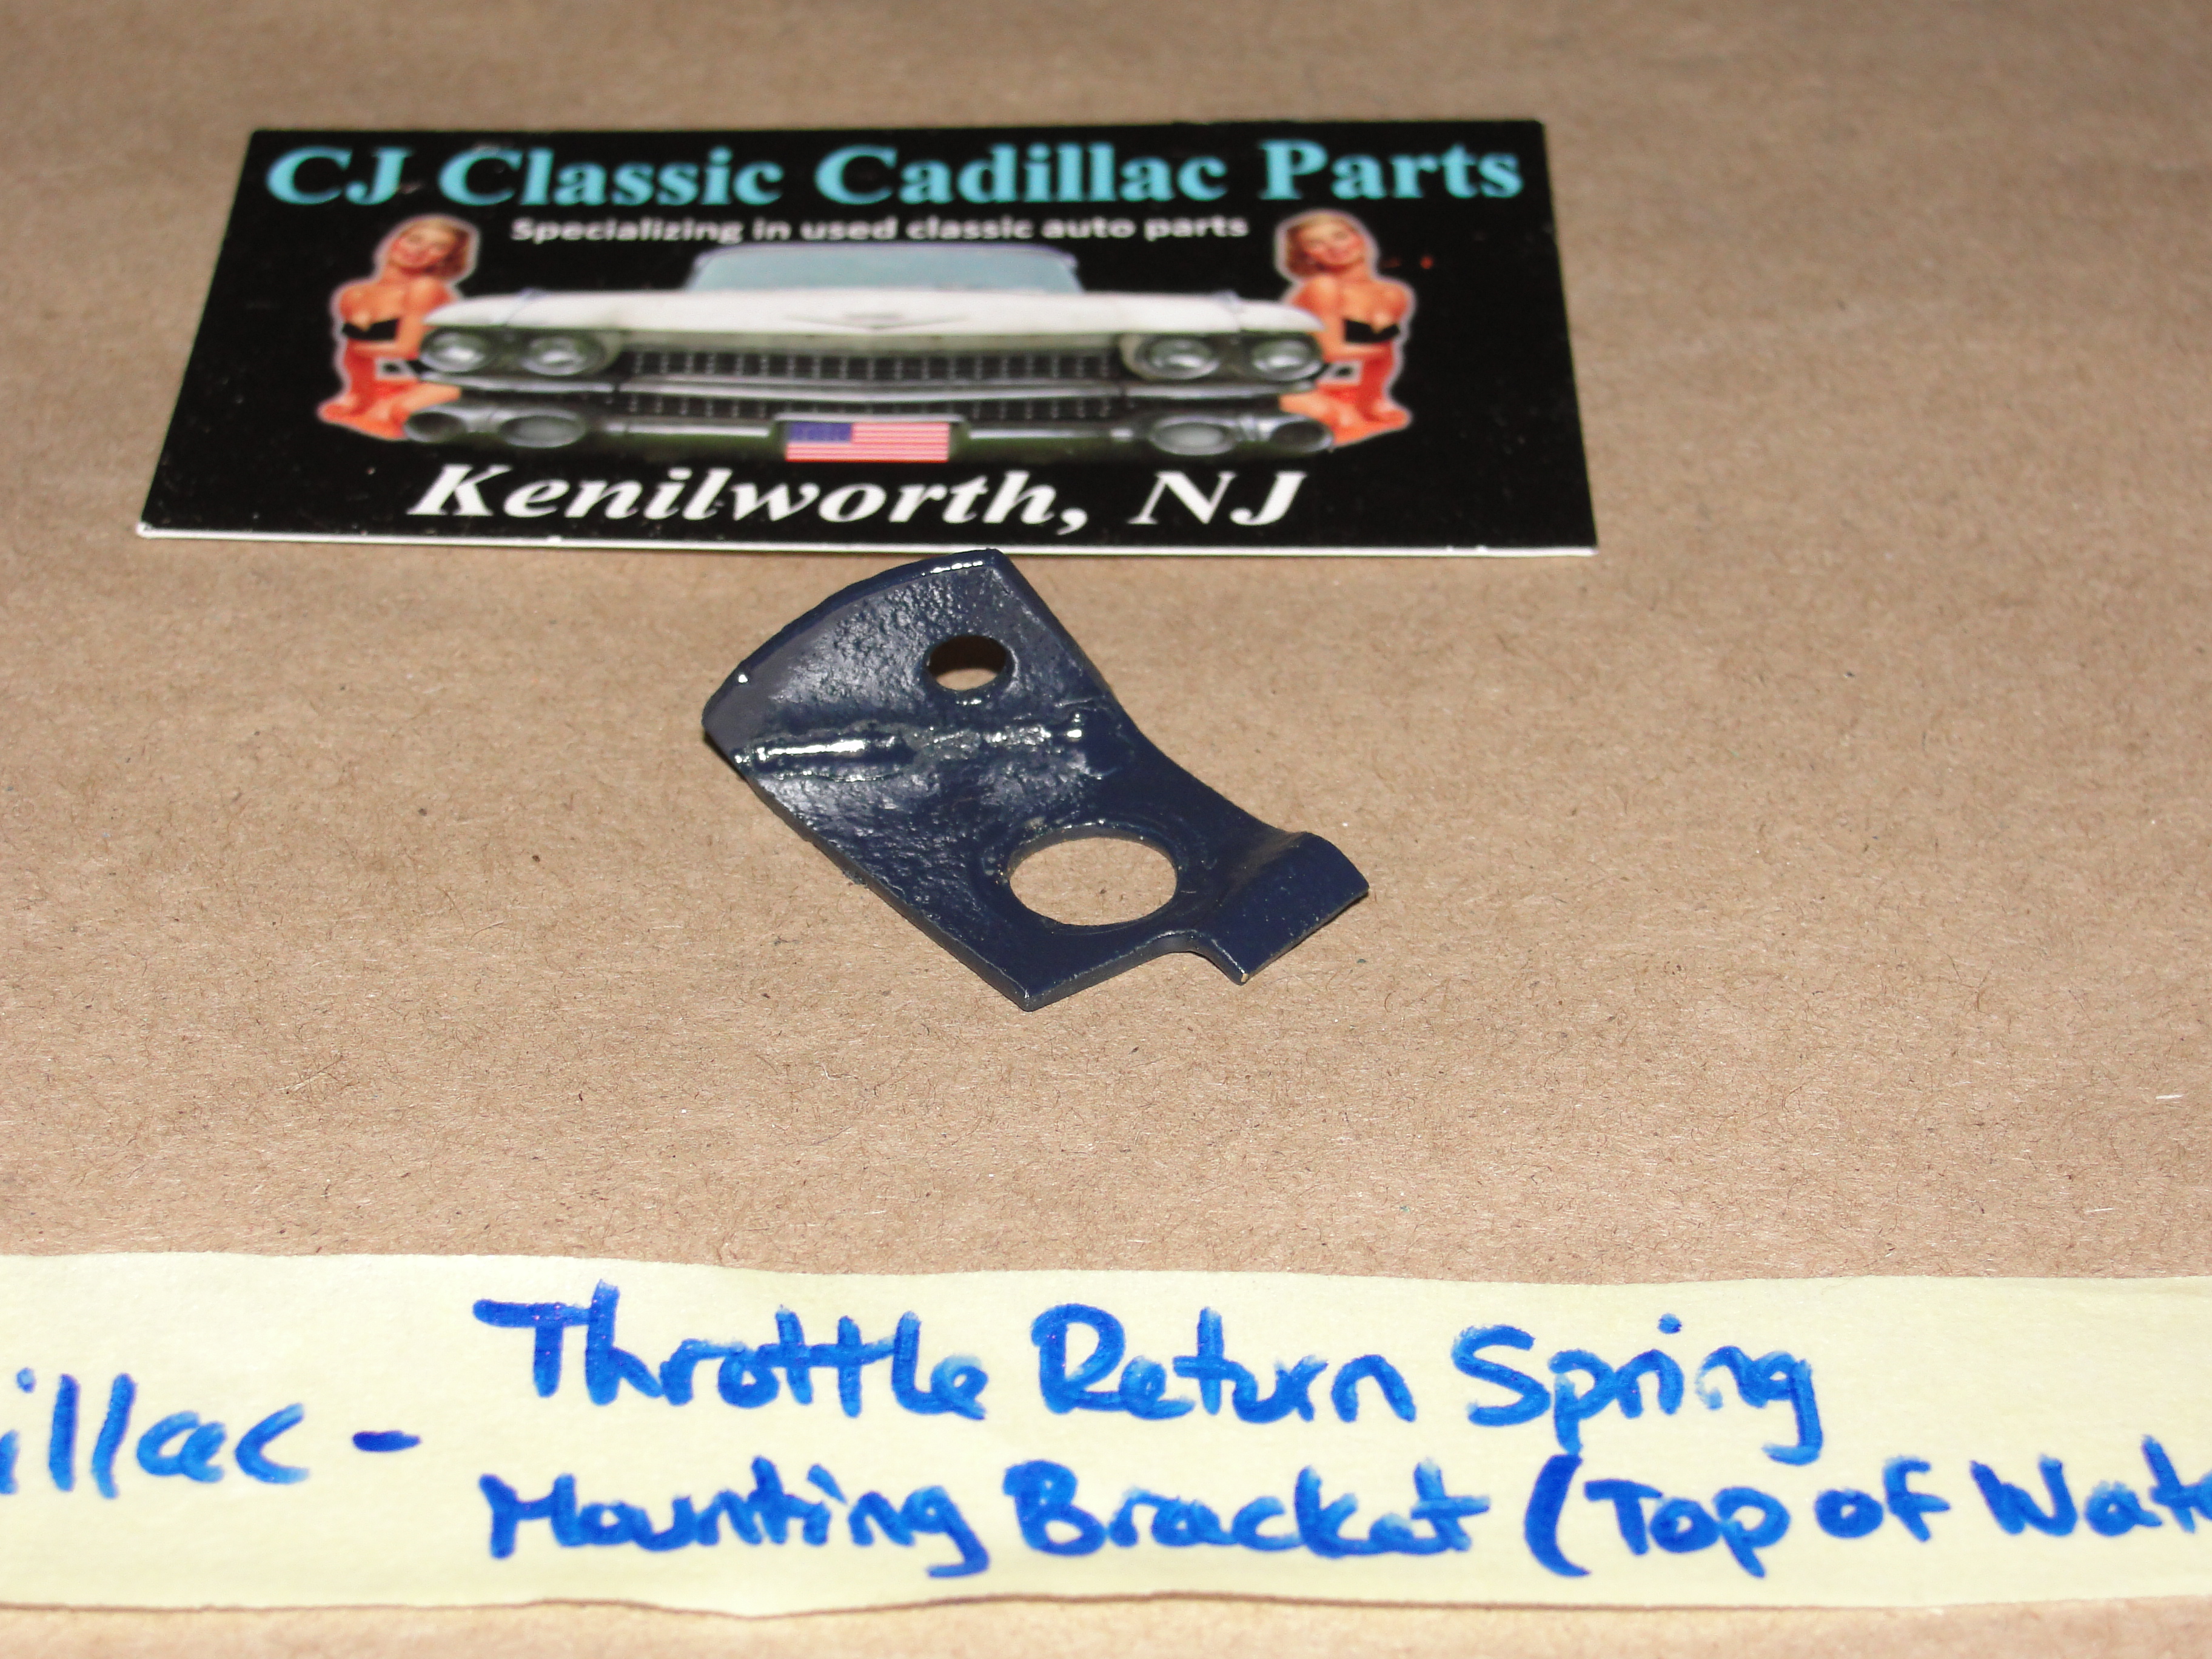 CJ Classic Cadillac Parts
Specializing in used classic auto parts
Kenilworth, NJ
Throttle Return Spring
illac -
Mounting Bracket (Top of Wat